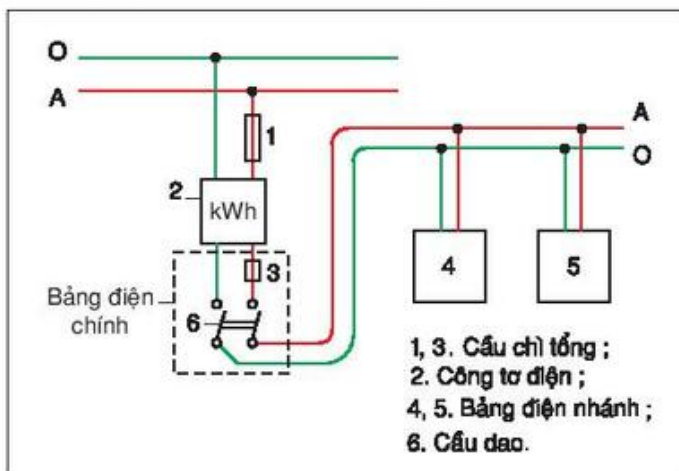 O
A
1
2
kWh
3
Bảng điện
chính
6
A
O
4
5
1, 3. Cầu chì tổng ;
2. Công tơ điện ;
4, 5. Bảng điện nhánh ;
6. Cầu dao.